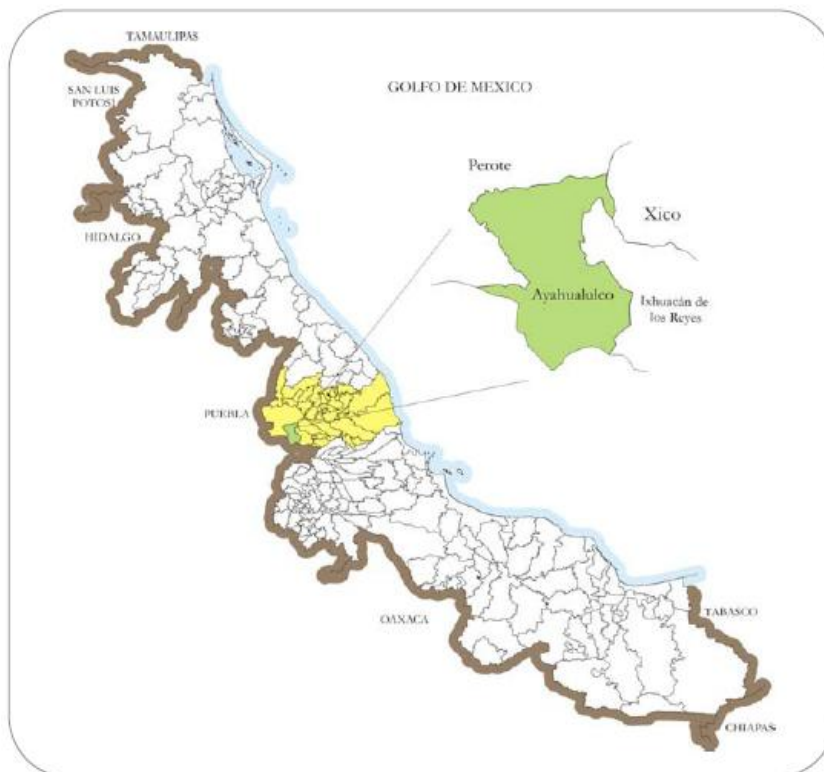 TAMAULIPAS
SAN LUIS
POTOSI
GOLFO DE MEXICO
Perote
Xico
HIDALGO
Ayahualulco
Ixhuacán de
los Reyes
PUEBLA
OAXACA
TABASCO
CHIAPAS